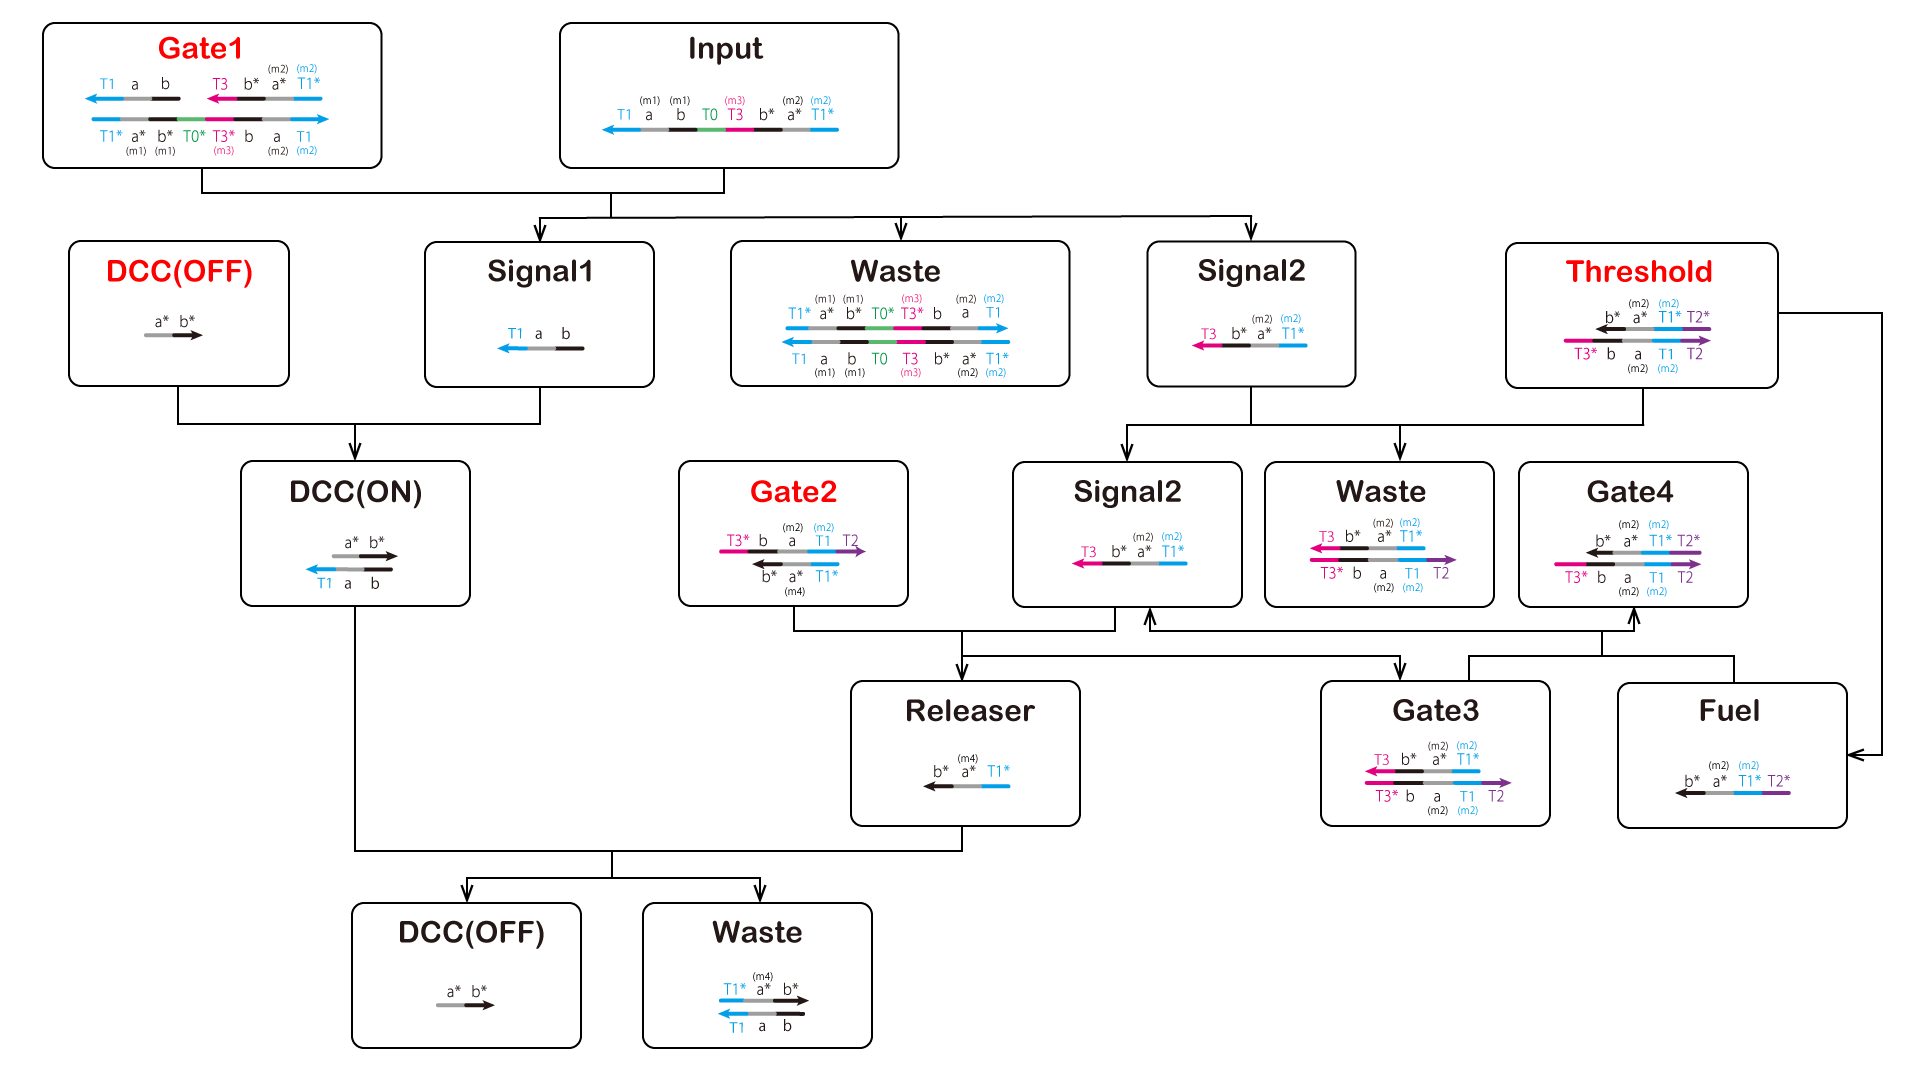 Gate1
(m2) (m2)
T1 a b T3 b* a* T1*
T1* a* b* T0* T3* b a T1
(m1) (m1) (m3) (m2) (m2)
Input
(m1) (m1) (m3) (m2) (m2)
T1 a b T0 T3 b* a* T1*
DCC(OFF)
a* b*
Signal1
T1 a b
Waste
(m1) (m1) (m3) (m2) (m2)
T1* a* b* T0* T3* b a T1
T1 a b T0 T3 b* a* T1*
(m1) (m1) (m3) (m2) (m2)
Signal2
(m2) (m2)
T3 b* a* T1*
Threshold
(m2) (m2)
b* a* T1* T2*
T3* b a T1 T2
(m2) (m2)
DCC(ON)
a* b*
T1 a b
Gate2
(m2) (m2)
T3* b a T1 T2
b* a* T1*
(m4)
Signal2
(m2) (m2)
T3 b* a* T1*
Waste
(m2) (m2)
T3 b* a* T1*
T3* b a T1 T2
(m2) (m2)
Gate4
(m2) (m2)
b* a* T1* T2*
T3* b a T1 T2
(m2) (m2)
Releaser
(m4)
b* a* T1*
Gate3
(m2) (m2)
T3 b* a* T1*
T3* b a T1 T2
(m2) (m2)
Fuel
(m2) (m2)
b* a* T1* T2*
DCC(OFF)
a* b*
Waste
(m4)
T1* a* b*
T1 a b